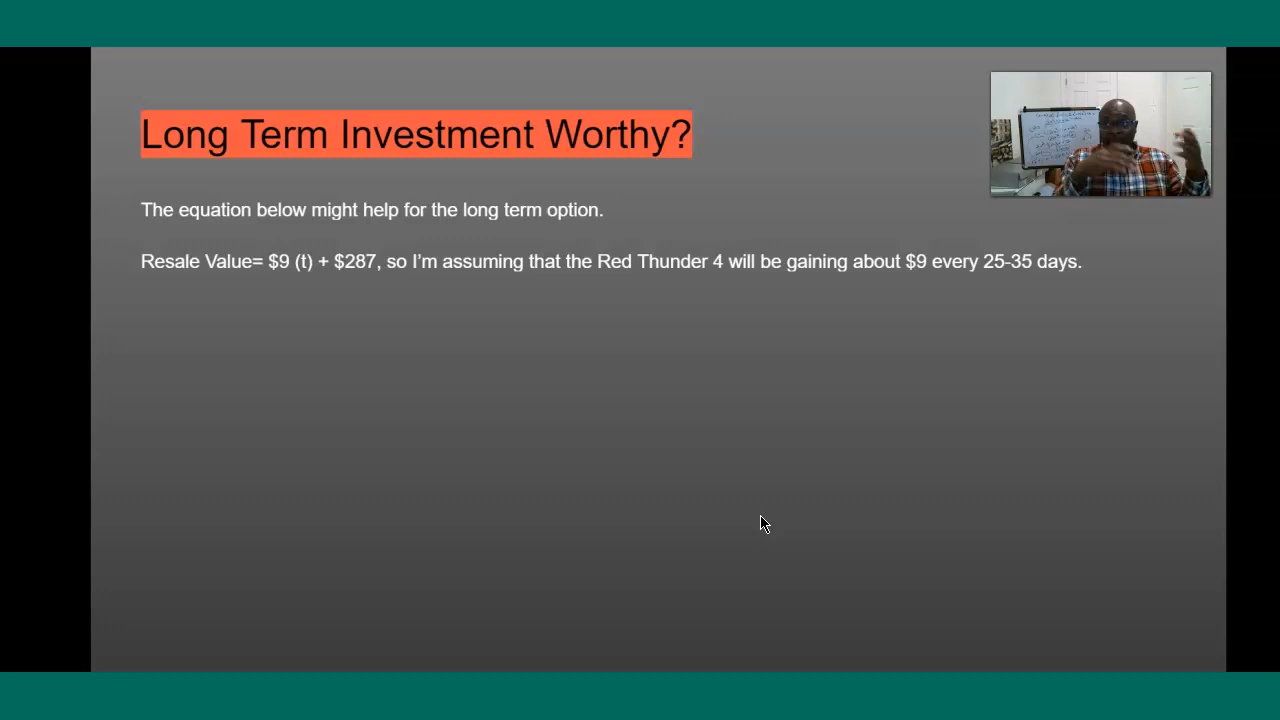 Long Term Investment Worthy?
The equation below might help for the long term option.
Resale Value= $9 (t) + $287, so I’m assuming that the Red Thunder 4 will be gaining about $9 every 25-35 days.